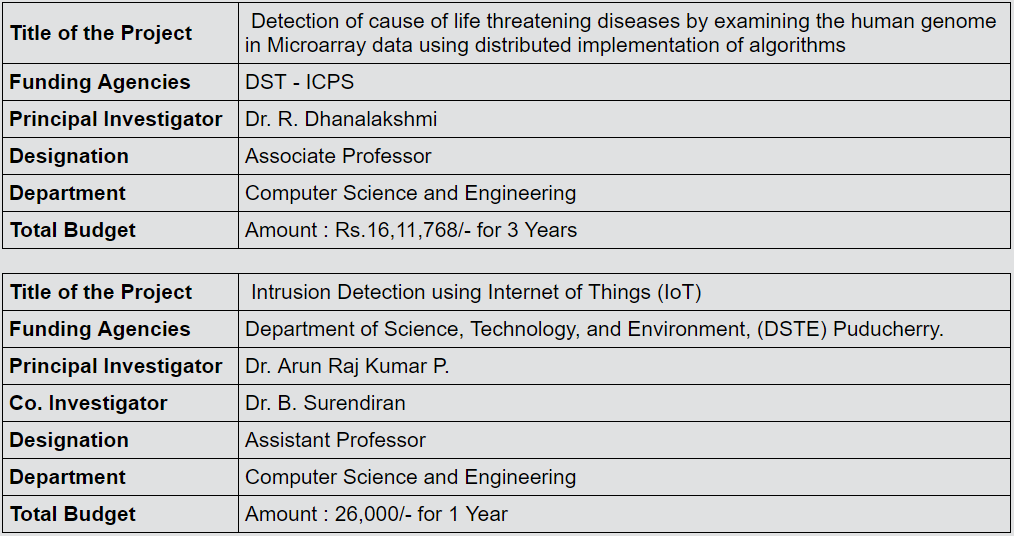 Title of the Project
Detection of cause of life threatening diseases by examining the human genome
in Microarray data using distributed implementation of algorithms
Funding Agencies DST - ICPS
Principal Investigator Dr. R. Dhanalakshmi
Designation Associate Professor
Department Computer Science and Engineering
Total Budget Amount : Rs.16,11,768/- for 3 Years
Title of the Project Intrusion Detection using Internet of Things (IoT)
Funding Agencies Department of Science, Technology, and Environment, (DSTE) Puducherry.
Principal Investigator Dr. Arun Raj Kumar P.
Co. Investigator Dr. B. Surendiran
Designation Assistant Professor
Department Computer Science and Engineering
Total Budget Amount : 26,000/- for 1 Year